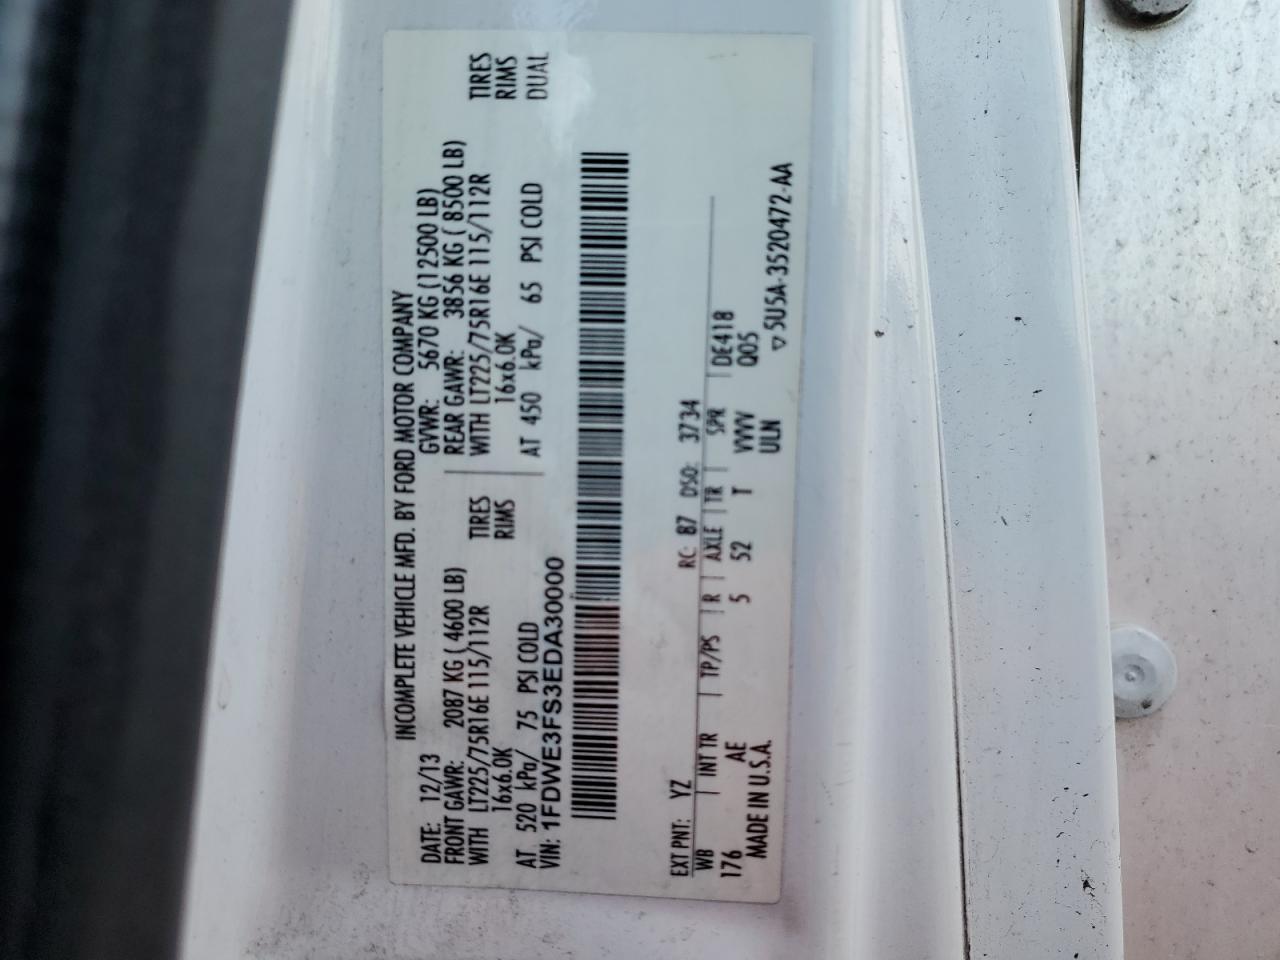 INCOMPLETE VEHICLE MFD. BY FORD MOTOR COMPANY
DATE: 12/13 GVWR: 5670 KG (12500 LB)
FRONT GAWR: 2087 KG ( 4600 LB) REAR GAWR: 3856 KG ( 8500 LB)
WITH LT225/75R16E 115/112R TIRES WITH LT225/75R16E 115/112R TIRES
16x6.0K RIMS 16x6.0K RIMS
AT 520 kPa/ 75 PSI COLD AT 450 kPa/ 65 PSI COLD DUAL
VIN: 1FDWE3FS3EDA30000
EXT PNT: YZ RC: 87 DSO: 3734
WB INT TR TP/PS R AXLE TR SPR DE418
176 AE 5 52 T VVVV Q05
MADE IN U.S.A. ULN
▽ 5U5A-3520472-AA